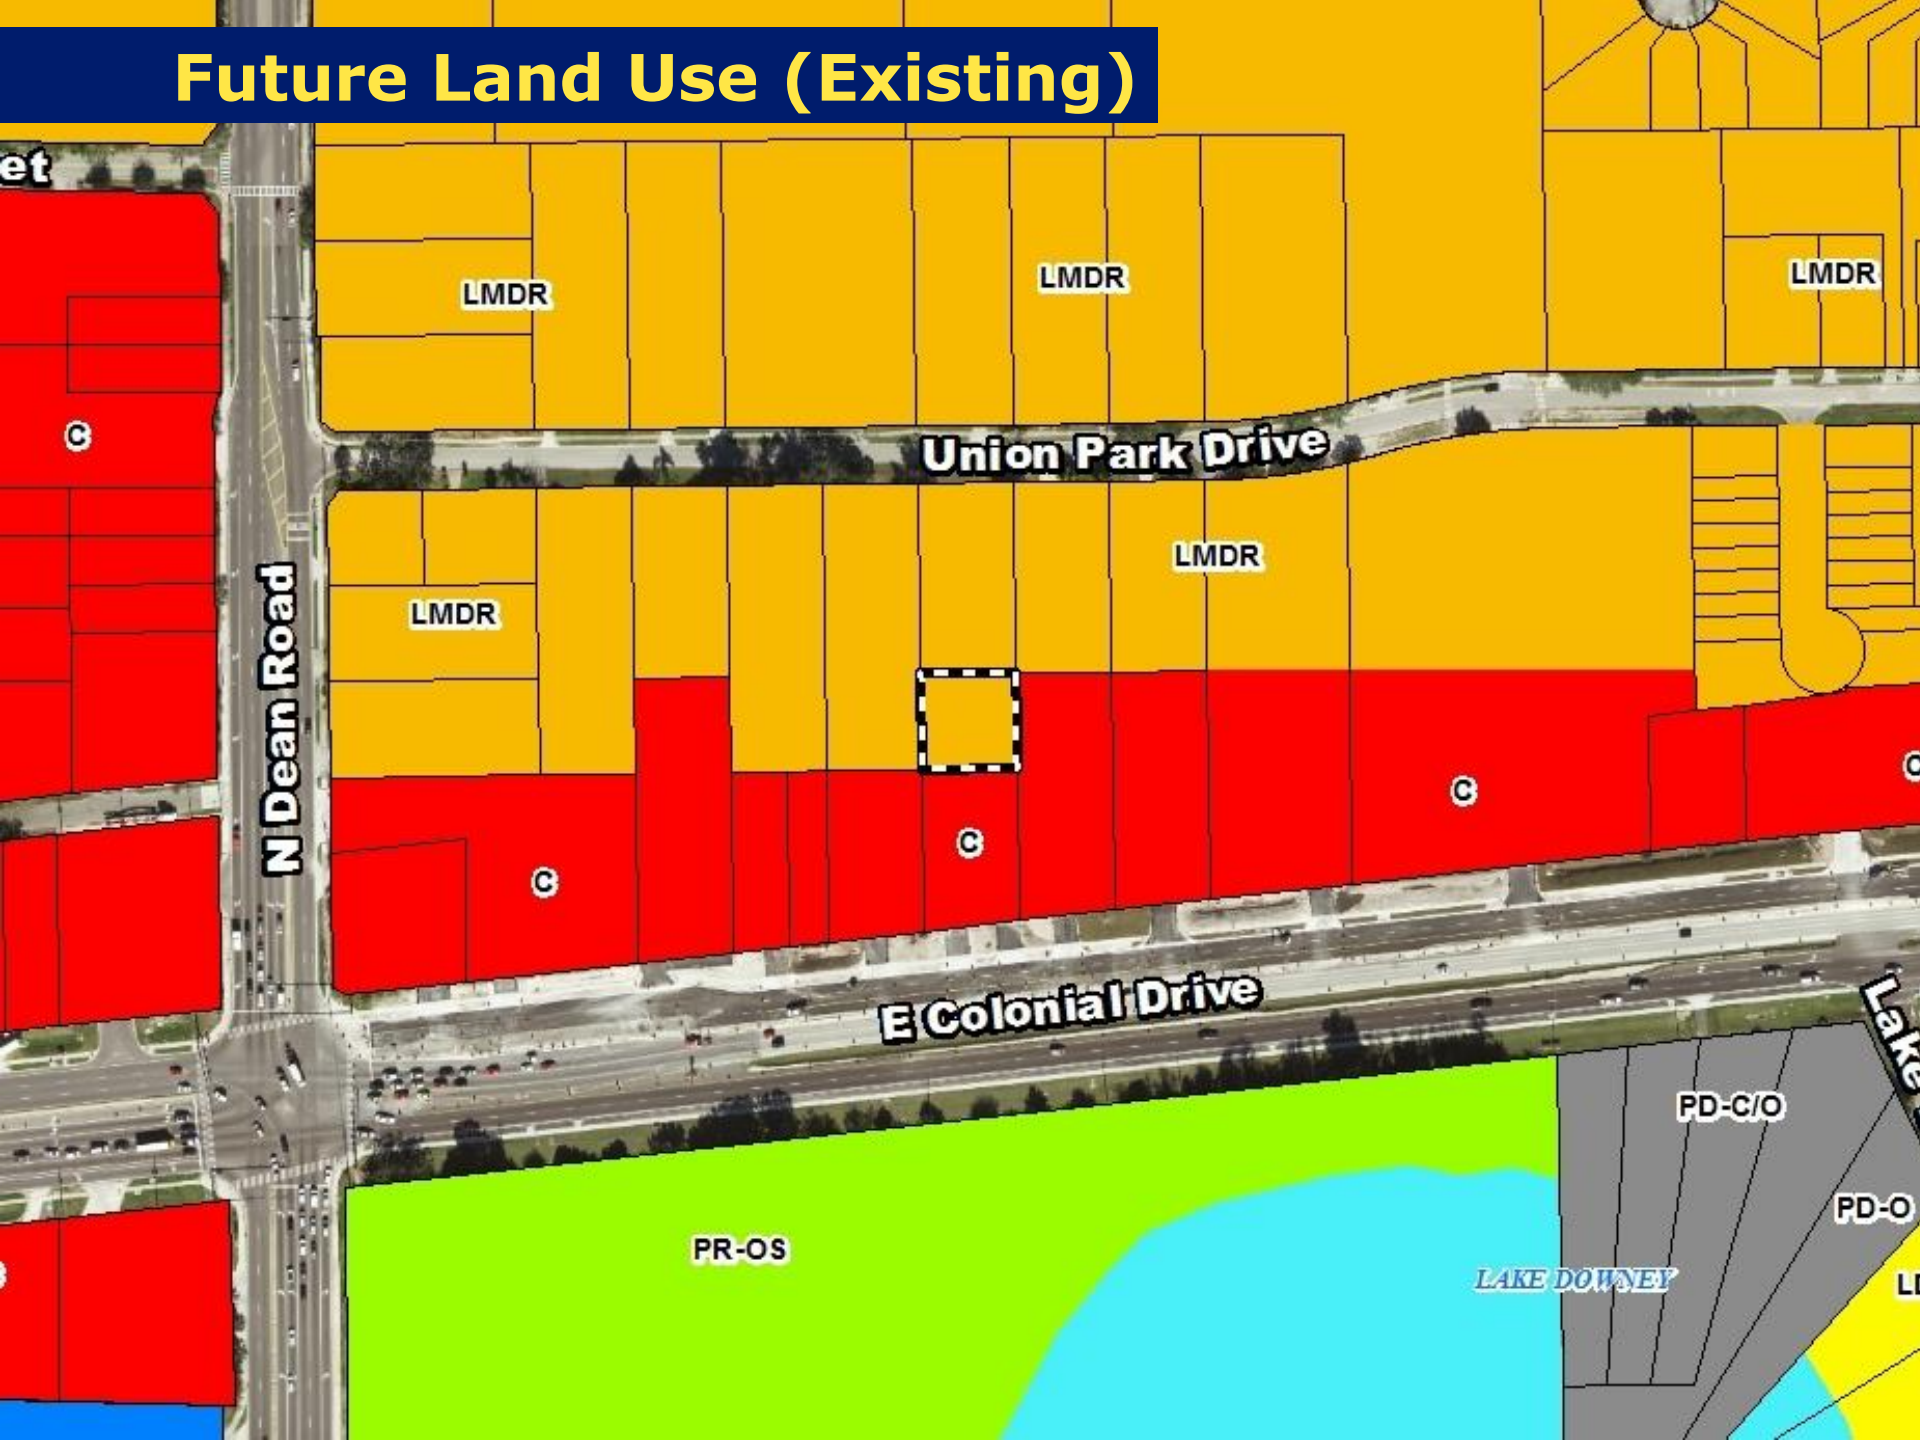 Future Land Use (Existing)
et
LMDR
LMDR
LMDR
C
Union Park Drive
LMDR
LMDR
N Dean Road
C
C
C
E Colonial Drive
Lake
PD-C/O
PD-O
PR-OS
LAKE DOWNEY